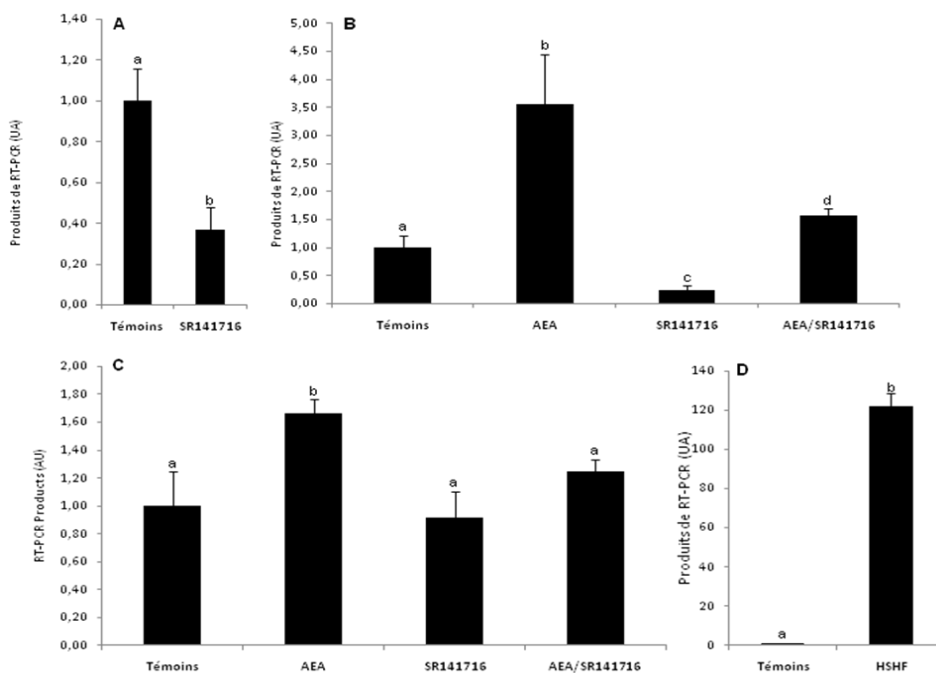 A
Produits de RT-PCR (UA)
1,40
1,20
1,00
0,80
0,60
0,40
0,20
0,00
a
b
Témoins SR141716
B
Produits de RT-PCR (UA)
5,00
4,50
4,00
3,50
3,00
2,50
2,00
1,50
1,00
0,50
0,00
a
b
c
d
Témoins AEA SR141716 AEA/SR141716
C
RT-PCR Products (AU)
2,00
1,80
1,60
1,40
1,20
1,00
0,80
0,60
0,40
0,20
0,00
a
b
a
a
Témoins AEA SR141716 AEA/SR141716
D
Produits de RT-PCR (UA)
140
120
100
80
60
40
20
0
a
b
Témoins HSHF